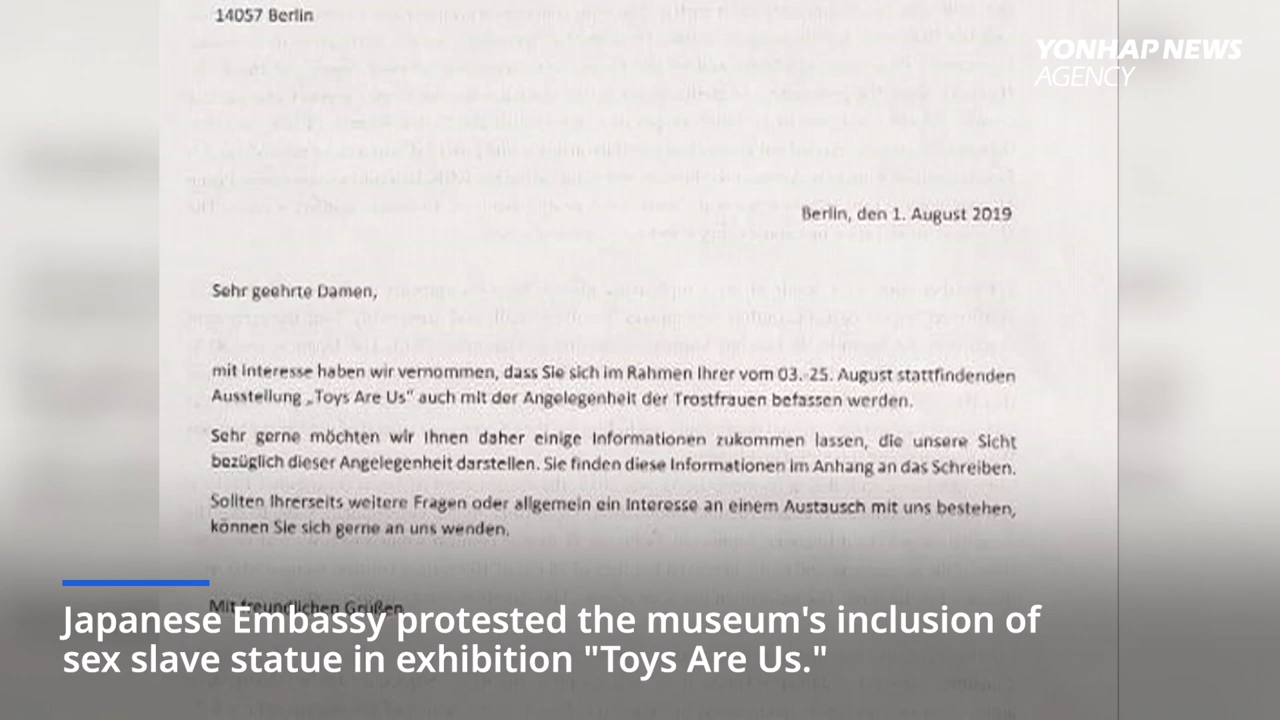 14057 Berlin
YONHAP NEWS
AGENCY
Berlin, den 1. August 2019
Sehr geehrte Damen,
mit Interesse haben wir vernommen, dass Sie sich im Rahmen Ihrer vom 03.-25. August stattfindenden
Ausstellung „Toys Are Us" auch mit der Angelegenheit der Trostfrauen befassen werden.
Sehr gerne möchten wir Ihnen daher einige Informationen zukommen lassen, die unsere Sicht
bezüglich dieser Angelegenheit darstellen. Sie finden diese Informationen im Anhang an das Schreiben.
Sollten Ihrerseits weitere Fragen oder allgemein ein Interesse an einem Austausch mit uns bestehen,
können Sie sich gerne an uns wenden.
Mit freundlichen Grüßen
Japanese Embassy protested the museum's inclusion of
sex slave statue in exhibition "Toys Are Us."